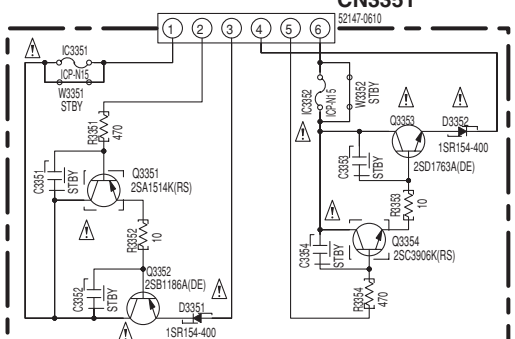 CN3351
52147-0610
1 2 3 4 5 6
IC3351
ICP-N15
W3351
STBY
IC3352
ICP-N15
W3352
STBY
R3351
470
Q3353
D3352
1SR154-400
2SD1763A(DE)
C3351
STBY
Q3351
2SA1514K(RS)
C3353
STBY
R3353
10
R3352
10
Q3354
2SC3906K(RS)
C3354
STBY
Q3352
2SB1186A(DE)
C3352
STBY
D3351
1SR154-400
R3354
470